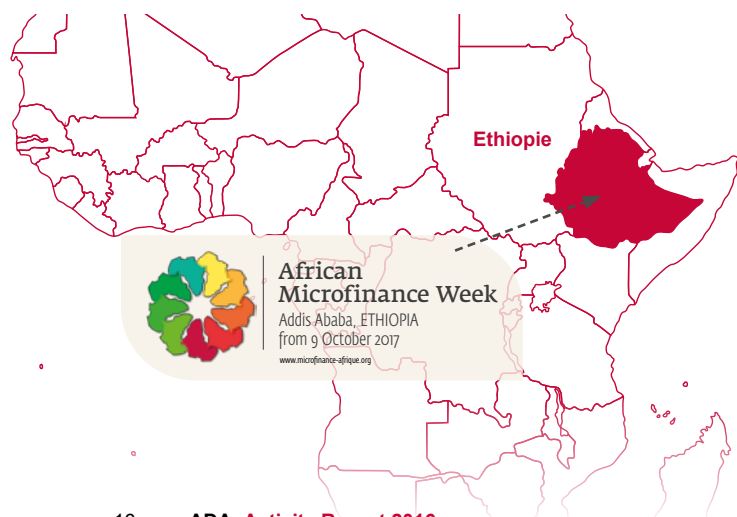 Ethiopie
African
Microfinance Week
Addis Ababa, ETHIOPIA
from 9 October 2017
www.microfinance-afrique.org